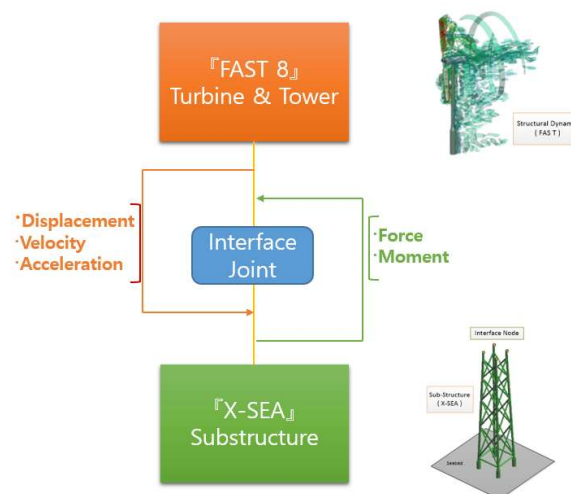 『FAST 8』
Turbine & Tower
Structural Dynam
( FAS T )
·Displacement
·Velocity
·Acceleration
Interface
Joint
·Force
·Moment
Interface Node
Sub-Structure
( X-SEA )
Seabed
『X-SEA』
Substructure